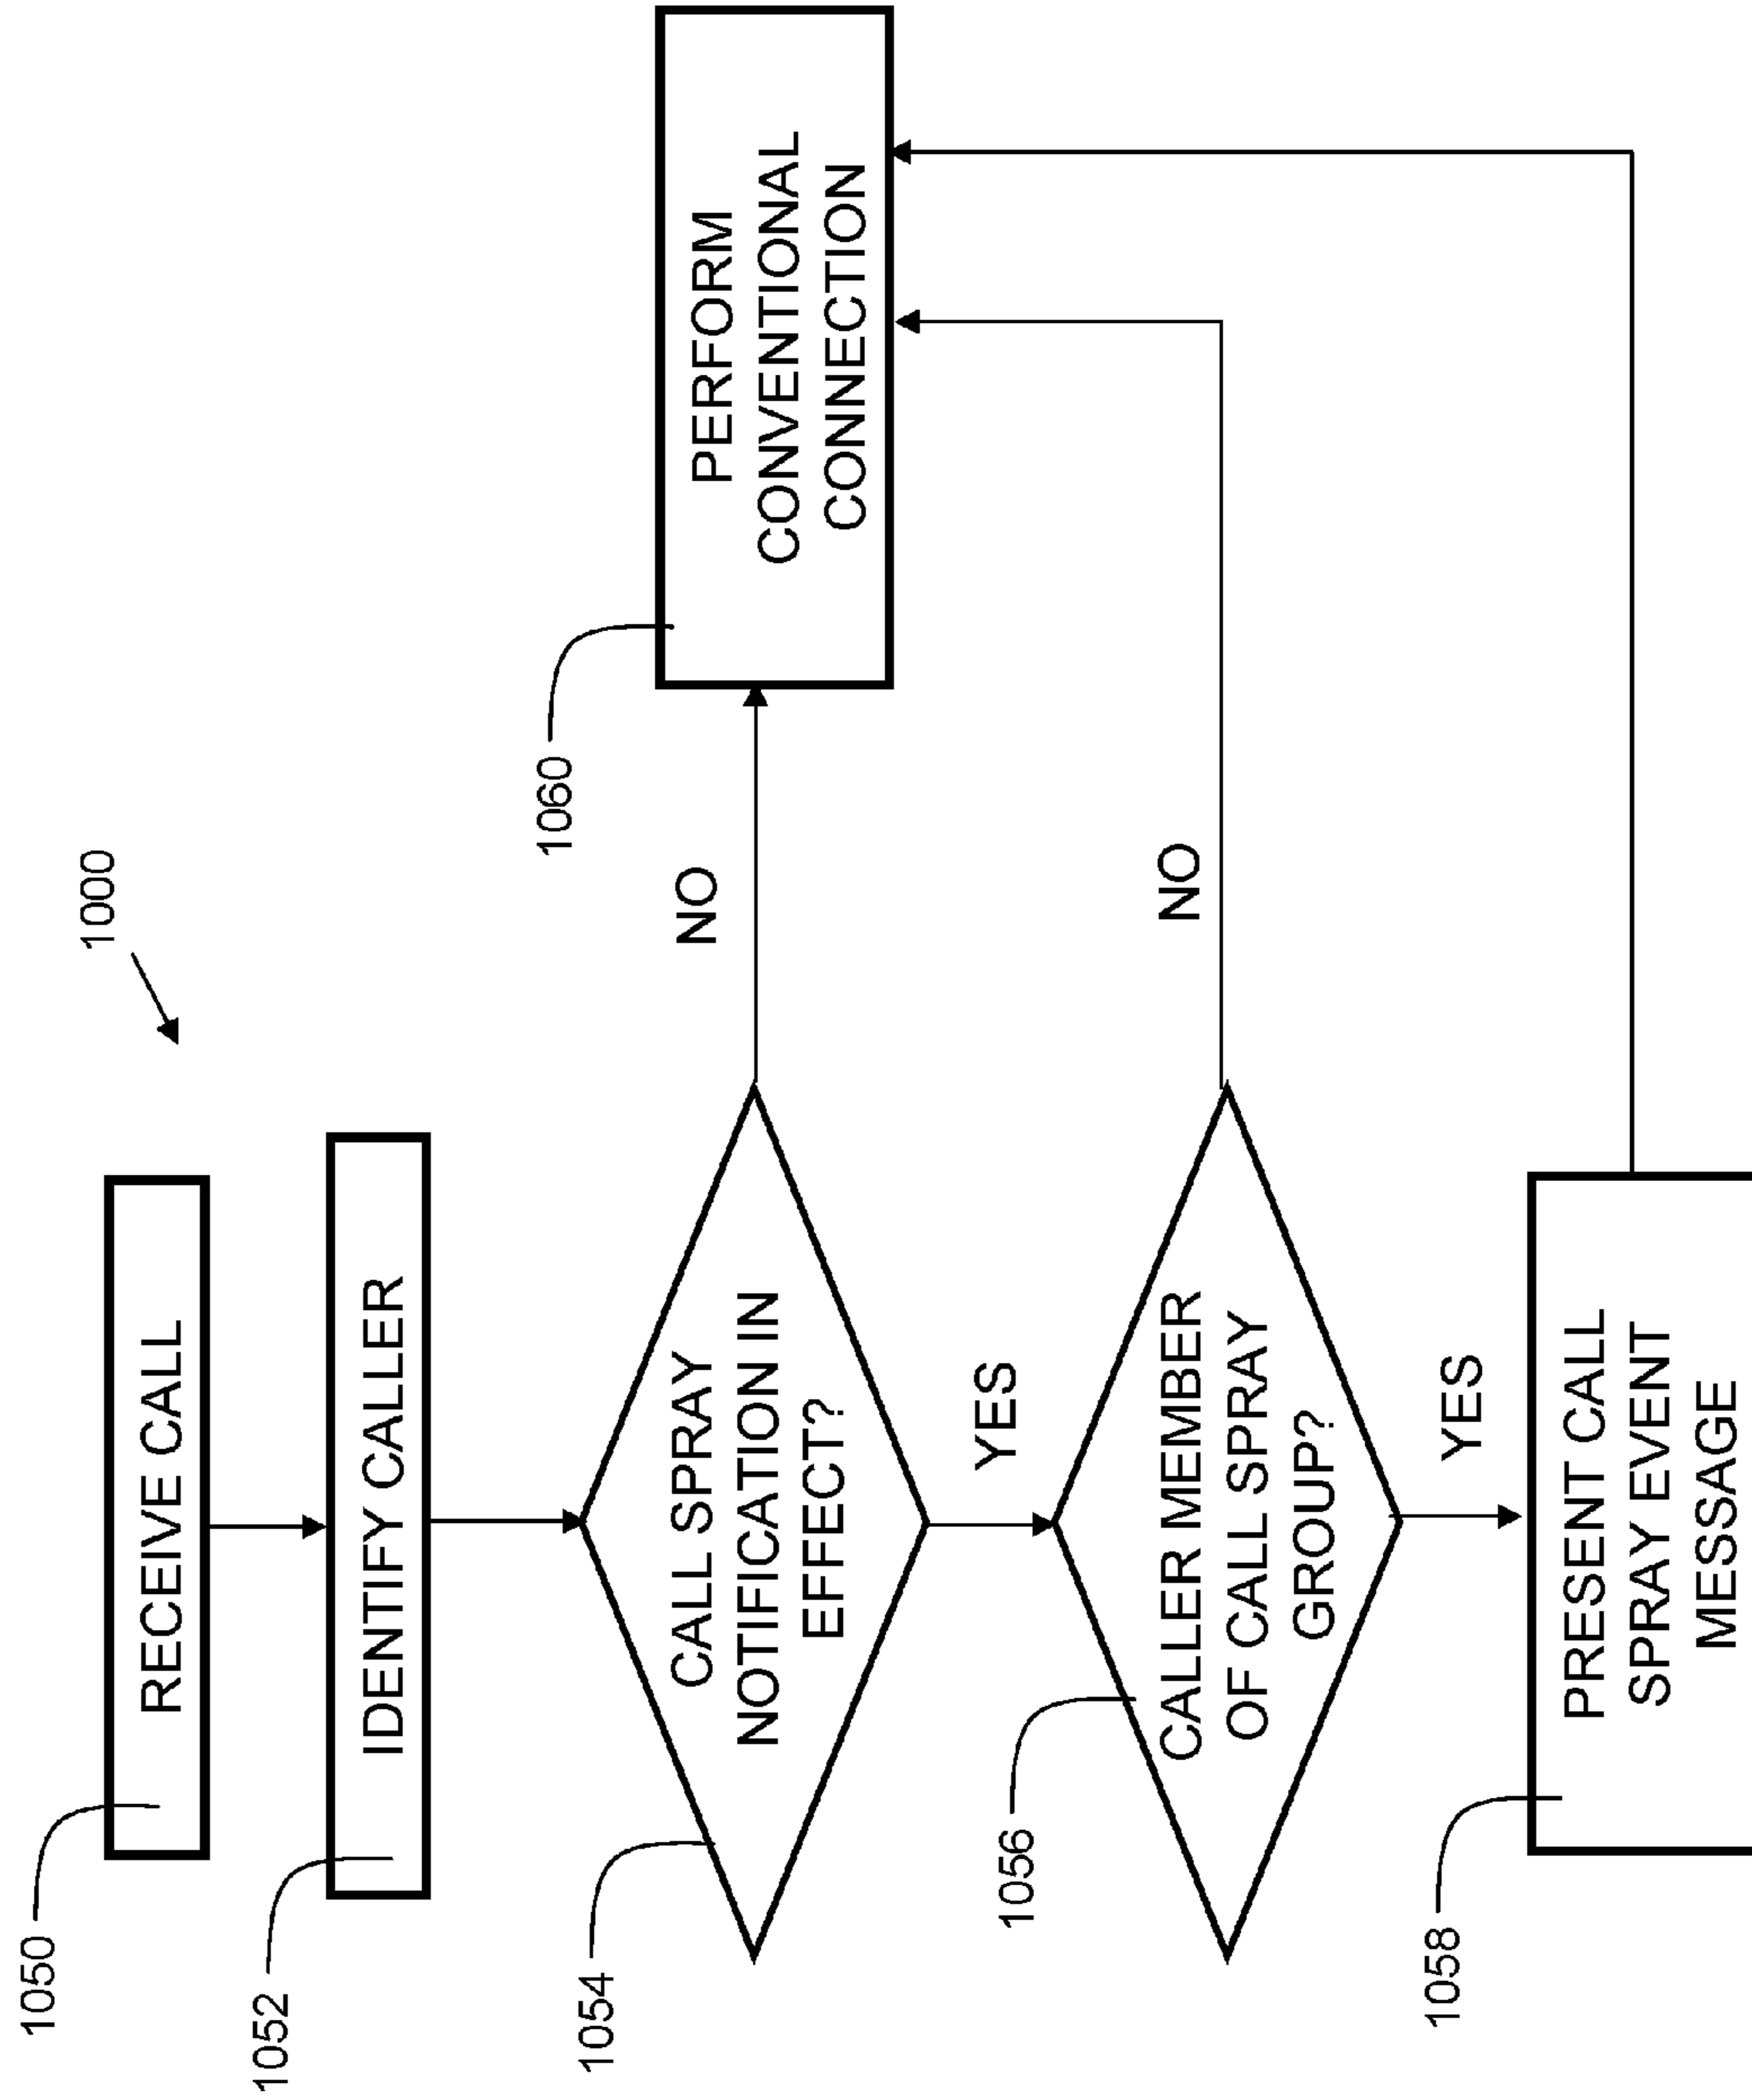 1000
1050
RECEIVE CALL
1052
IDENTIFY CALLER
1054
CALL SPRAY
NOTIFICATION IN
EFFECT?
NO
1060
PERFORM
CONVENTIONAL
CONNECTION
YES
1056
CALLER MEMBER
OF CALL SPRAY
GROUP?
NO
YES
1058
PRESENT CALL
SPRAY EVENT
MESSAGE